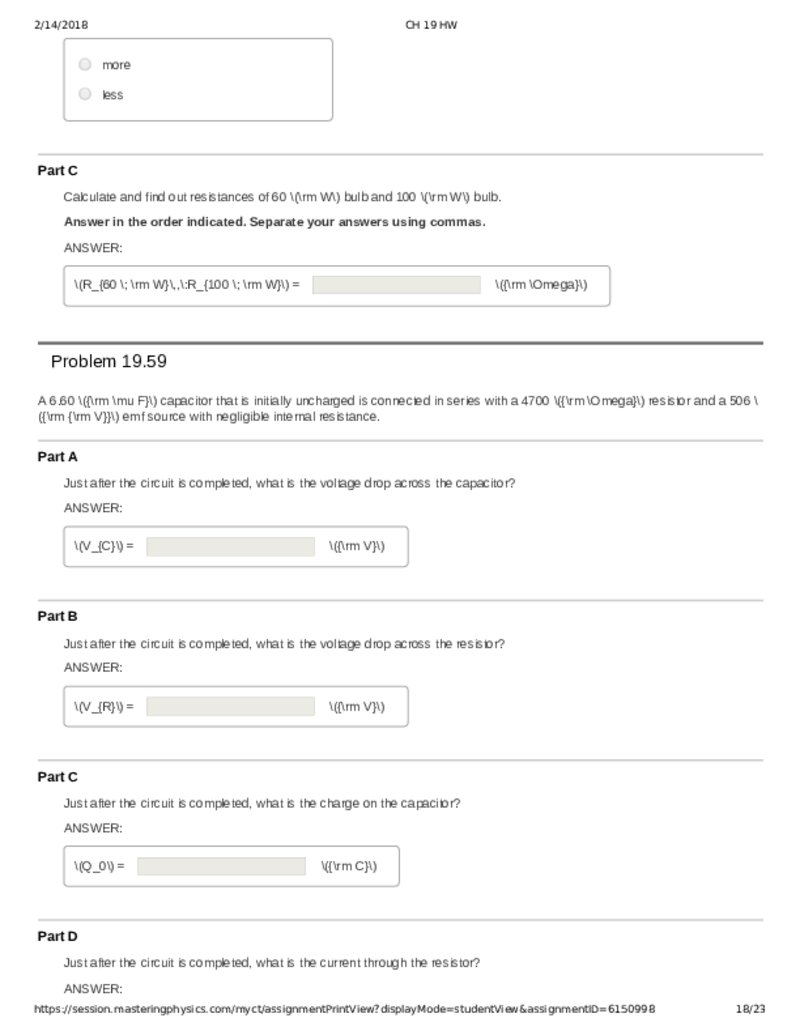 2/14/2018 CH 19 HW
more
less
Part C
Calculate and find out resistances of 60 \(\rm W\) bulb and 100 \(\rm W\) bulb.
Answer in the order indicated. Separate your answers using commas.
ANSWER:
\(R_{60 \; \rm W}\,,\:R_{100 \; \rm W}\) = \({\rm \Omega}\)
Problem 19.59
A 6.60 \({\rm \mu F}\) capacitor that is initially uncharged is connected in series with a 4700 \({\rm \Omega}\) resistor and a 506 \
({\rm {\rm V}}\) emf source with negligible internal resistance.
Part A
Just after the circuit is completed, what is the voltage drop across the capacitor?
ANSWER:
\(V_{C}\) = \({\rm V}\)
Part B
Just after the circuit is completed, what is the voltage drop across the resistor?
ANSWER:
\(V_{R}\) = \({\rm V}\)
Part C
Just after the circuit is completed, what is the charge on the capacitor?
ANSWER:
\(Q_0\) = \({\rm C}\)
Part D
Just after the circuit is completed, what is the current through the resistor?
ANSWER:
https://session.masteringphysics.com/myct/assignmentPrintView?displayMode=studentView&assignmentID=6150998 18/23